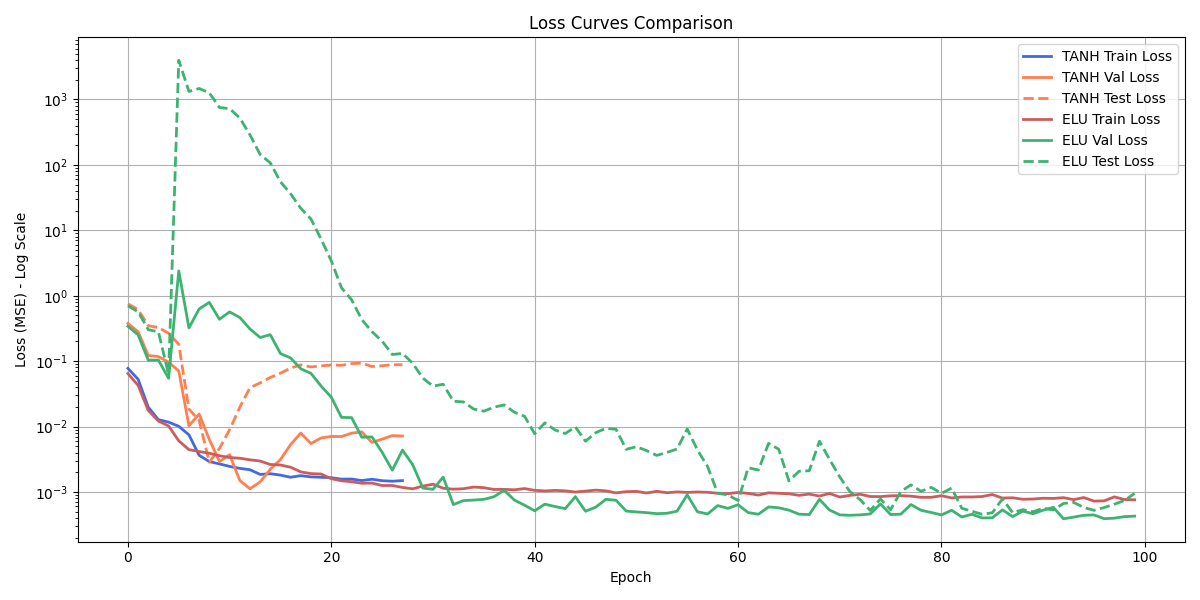 Loss Curves Comparison
TANH Train Loss
TANH Val Loss
TANH Test Loss
ELU Train Loss
ELU Val Loss
ELU Test Loss
Loss (MSE) - Log Scale
10³
10²
10¹
10⁰
10⁻¹
10⁻²
10⁻³
0 20 40 60 80 100
Epoch